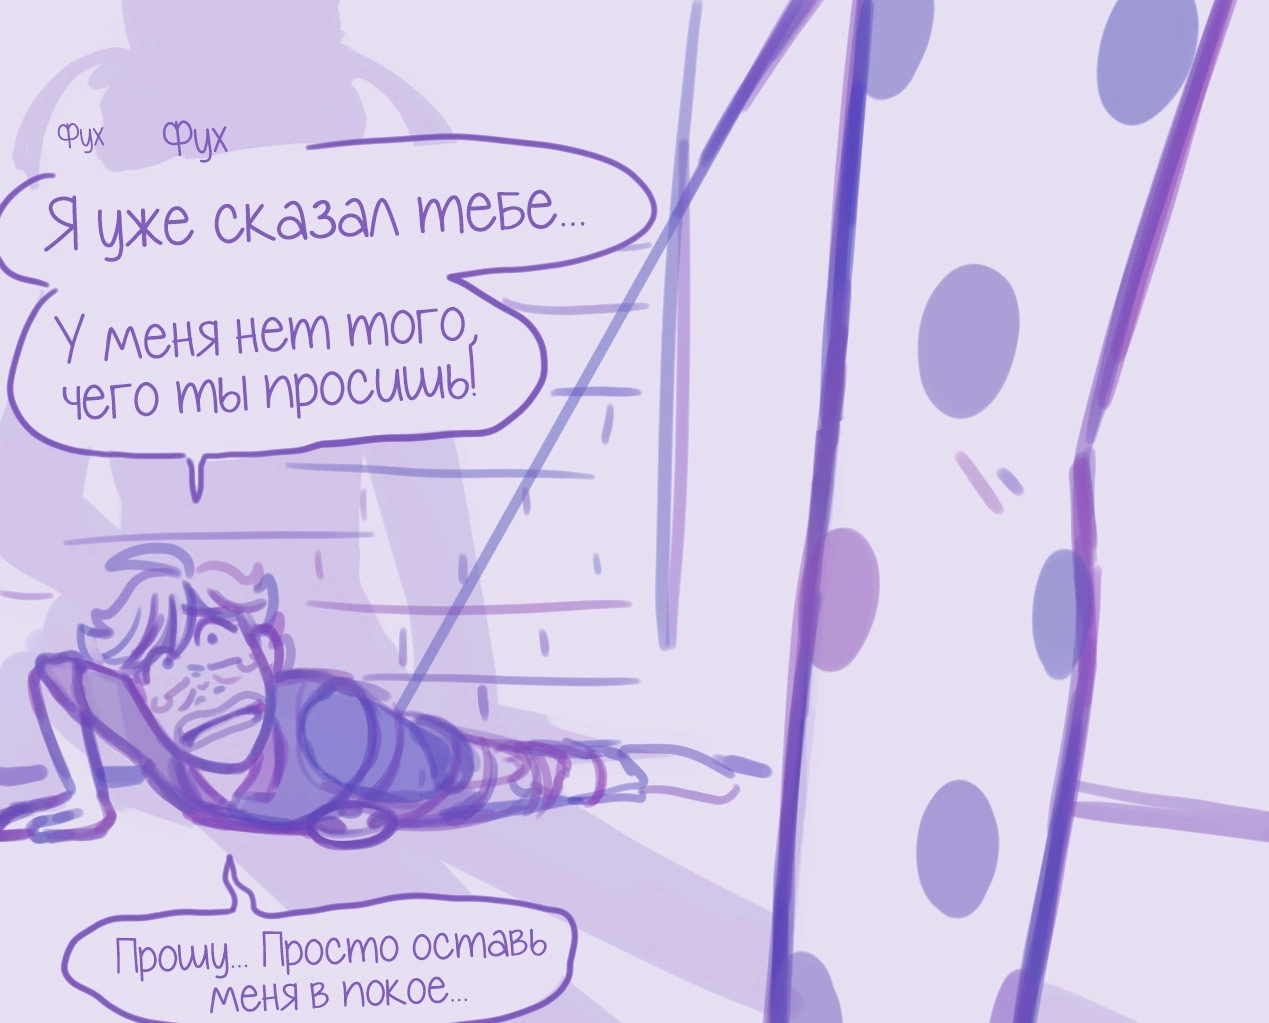 Фух Фух
Я уже сказал тебе...
У меня нет того,
чего ты просишь!
Прошу... Просто оставь
меня в покое...